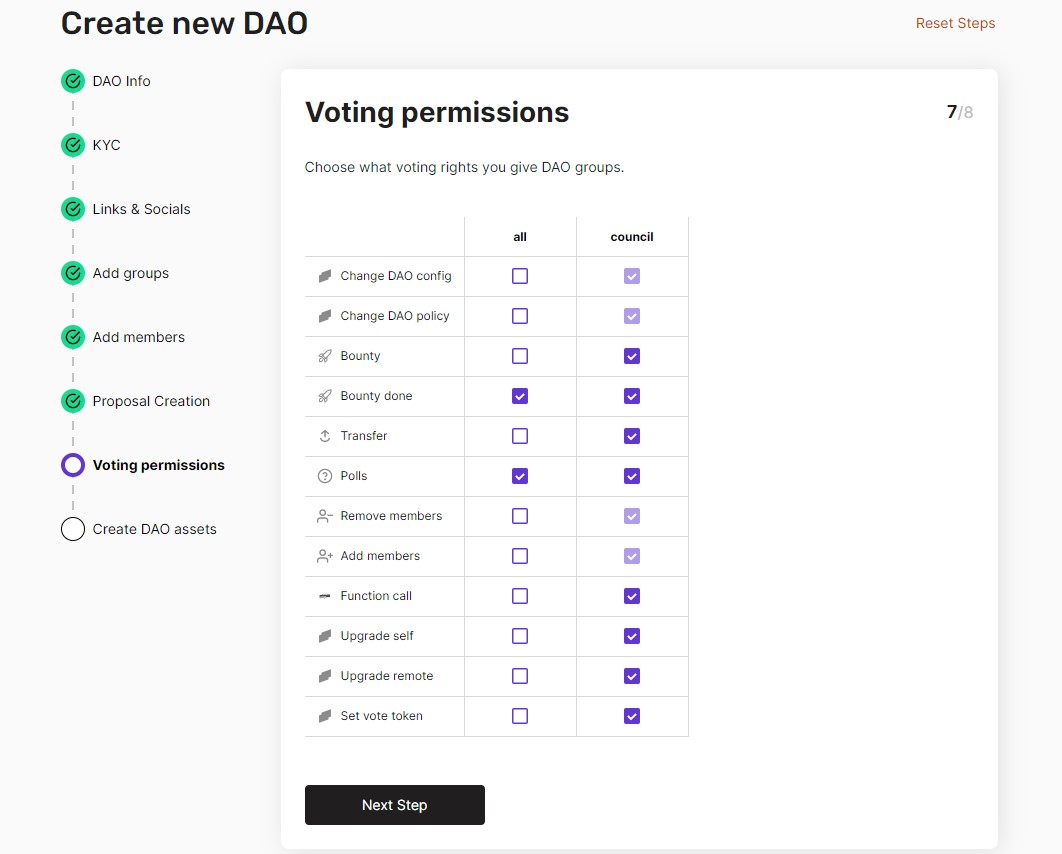 Create new DAO
Reset Steps
DAO Info
KYC
Links & Socials
Add groups
Add members
Proposal Creation
Voting permissions
Create DAO assets
Voting permissions
7/8
Choose what voting rights you give DAO groups.
all council
Change DAO config
Change DAO policy
Bounty
Bounty done
Transfer
Polls
Remove members
Add members
Function call
Upgrade self
Upgrade remote
Set vote token
Next Step